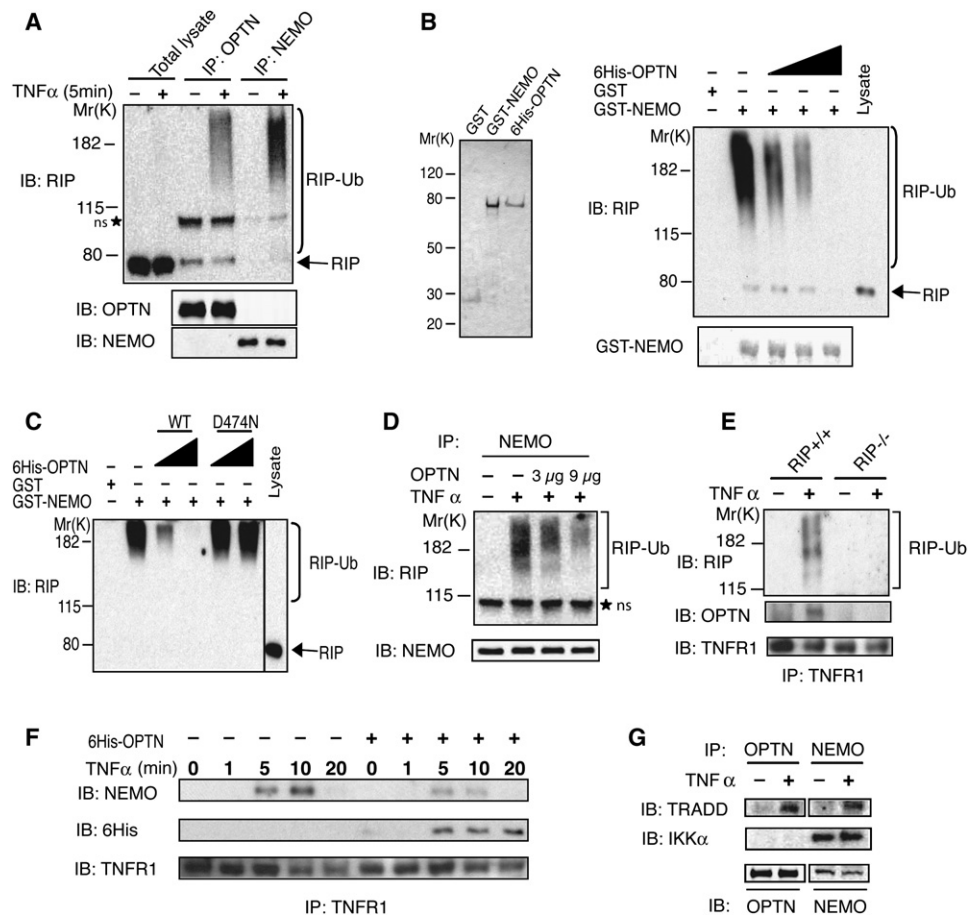 A
Total lysate
IP: OPTN
IP: NEMO
TNFα (5min) – + – + – +
Mr(K)
182
IB: RIP
RIP-Ub
115
ns ★
80
RIP
IB: OPTN
IB: NEMO
B
GST
GST-NEMO
6His-OPTN
Mr(K)
120
80
50
30
20
6His-OPTN – –
GST + – – – –
GST-NEMO – + + + +
Lysate
Mr(K)
182
IB: RIP
RIP-Ub
115
80
RIP
GST-NEMO
C
WT D474N
6His-OPTN – –
GST + – – – – –
GST-NEMO – + + + + +
Lysate
Mr(K)
182
RIP-Ub
IB: RIP
115
80
RIP
D
IP: NEMO
OPTN – – 3 µg 9 µg
TNF α – + + +
Mr(K)
182
RIP-Ub
IB: RIP
115
★ ns
IB: NEMO
E
RIP+/+
RIP-/-
TNF α – + – +
Mr(K)
182
RIP-Ub
IB: RIP
115
IB: OPTN
IB: TNFR1
IP: TNFR1
F
6His-OPTN – – – – – + + + + +
TNFα (min) 0 1 5 10 20 0 1 5 10 20
IB: NEMO
IB: 6His
IB: TNFR1
IP: TNFR1
G
IP: OPTN NEMO
TNF α – + – +
IB: TRADD
IB: IKKα
IB: OPTN NEMO